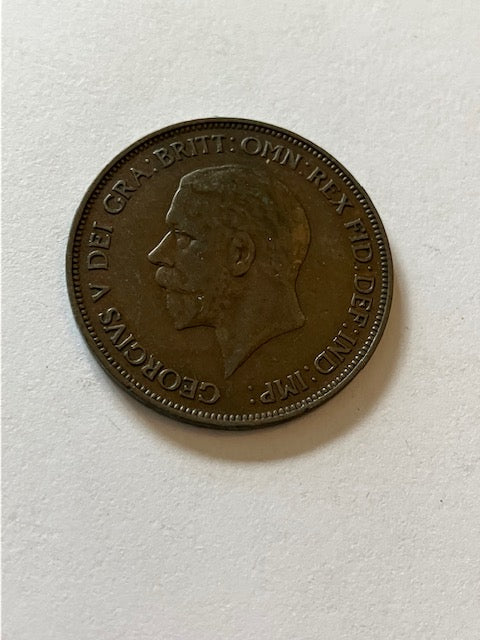 GEORGIVS V DEI GRA: BRITT: OMN: REX FID: DEF: IND: IMP: